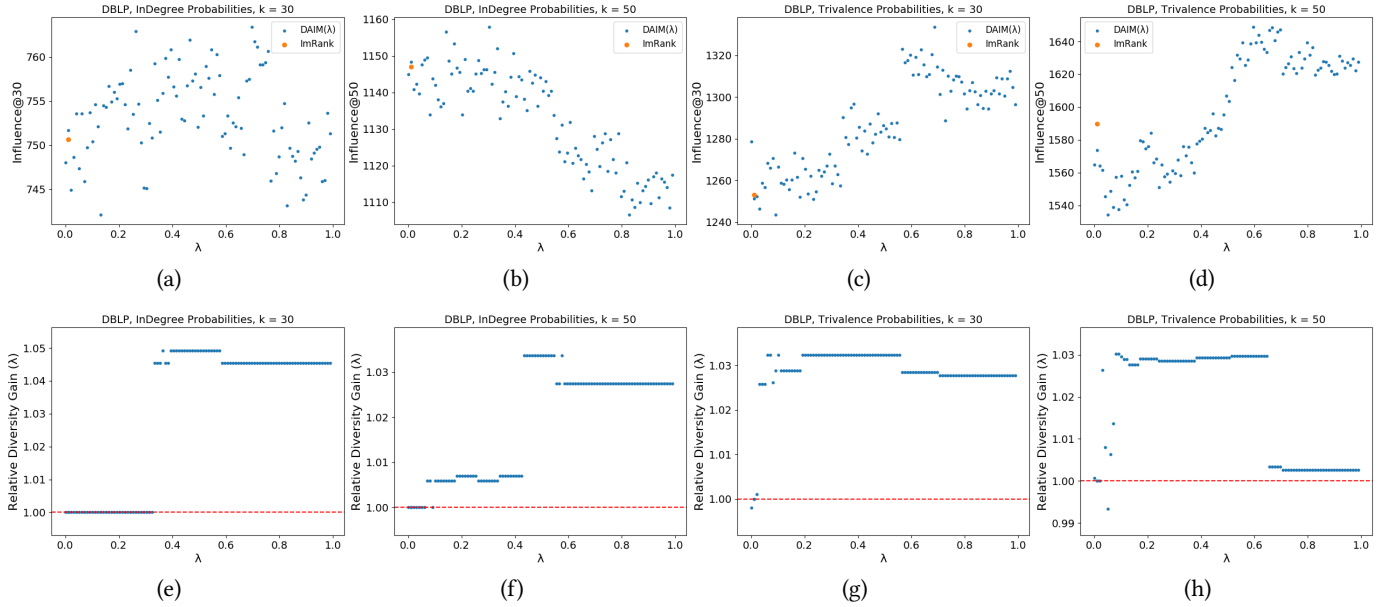 DBLP, InDegree Probabilities, k = 30
DAIM(λ)
ImRank
760
755
750
745
Influence@30
0.0 0.2 0.4 0.6 0.8 1.0
λ
(a)
DBLP, InDegree Probabilities, k = 50
DAIM(λ)
ImRank
1160
1150
1140
1130
1120
1110
Influence@50
0.0 0.2 0.4 0.6 0.8 1.0
λ
(b)
DBLP, Trivalence Probabilities, k = 30
DAIM(λ)
ImRank
1320
1300
1280
1260
1240
Influence@30
0.0 0.2 0.4 0.6 0.8 1.0
λ
(c)
DBLP, Trivalence Probabilities, k = 50
DAIM(λ)
ImRank
1640
1620
1600
1580
1560
1540
Influence@50
0.0 0.2 0.4 0.6 0.8 1.0
λ
(d)
DBLP, InDegree Probabilities, k = 30
1.05
1.04
1.03
1.02
1.01
1.00
Relative Diversity Gain (λ)
0.0 0.2 0.4 0.6 0.8 1.0
λ
(e)
DBLP, InDegree Probabilities, k = 50
1.03
1.02
1.01
1.00
Relative Diversity Gain (λ)
0.0 0.2 0.4 0.6 0.8 1.0
λ
(f)
DBLP, Trivalence Probabilities, k = 30
1.03
1.02
1.01
1.00
Relative Diversity Gain (λ)
0.0 0.2 0.4 0.6 0.8 1.0
λ
(g)
DBLP, Trivalence Probabilities, k = 50
1.03
1.02
1.01
1.00
0.99
Relative Diversity Gain (λ)
0.0 0.2 0.4 0.6 0.8 1.0
λ
(h)